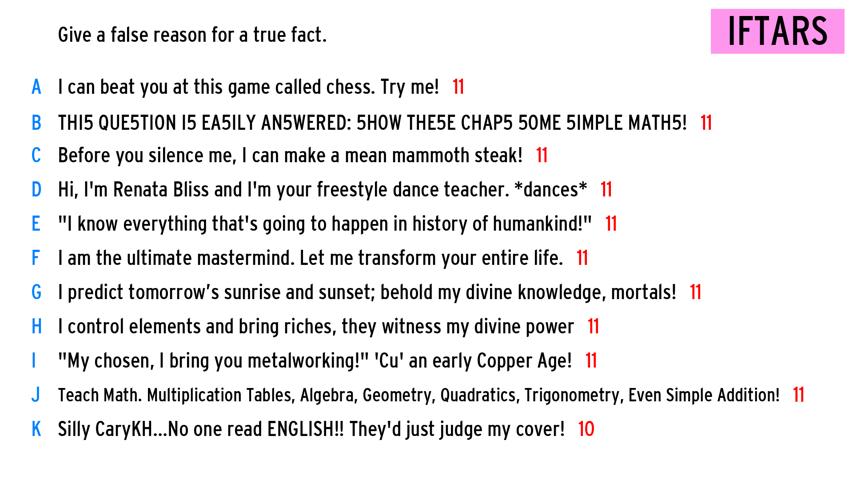 Give a false reason for a true fact.
IFTARS
A I can beat you at this game called chess. Try me! 11
B THI5 QUE5TION I5 EA5ILY AN5WERED: 5HOW THE5E CHAP5 5OME 5IMPLE MATH5! 11
C Before you silence me, I can make a mean mammoth steak! 11
D Hi, I'm Renata Bliss and I'm your freestyle dance teacher. *dances* 11
E "I know everything that's going to happen in history of humankind!" 11
F I am the ultimate mastermind. Let me transform your entire life. 11
G I predict tomorrow’s sunrise and sunset; behold my divine knowledge, mortals! 11
H I control elements and bring riches, they witness my divine power 11
I "My chosen, I bring you metalworking!" 'Cu' an early Copper Age! 11
J Teach Math. Multiplication Tables, Algebra, Geometry, Quadratics, Trigonometry, Even Simple Addition! 11
K Silly CaryKH...No one read ENGLISH!! They'd just judge my cover! 10